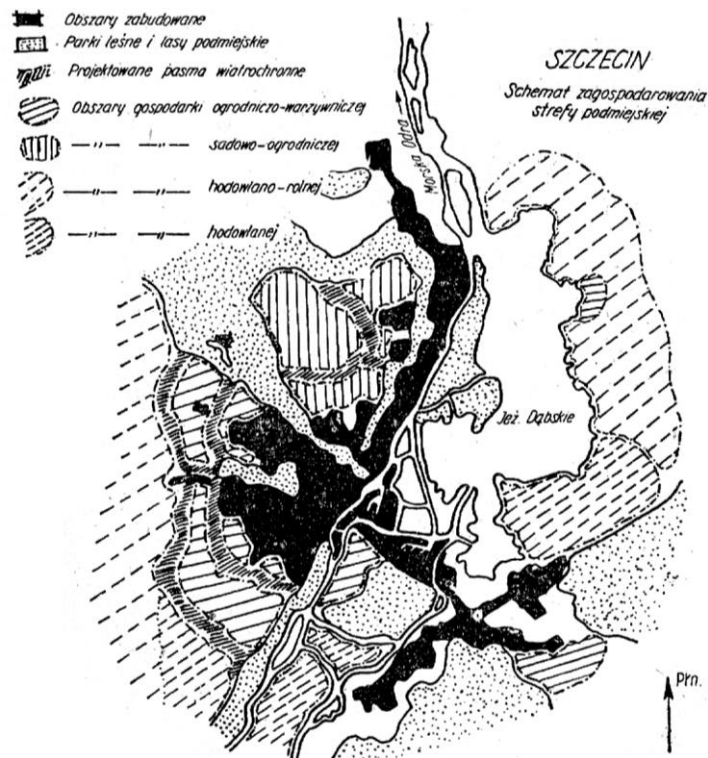 Obszary zabudowane
Parki leśne i lasy podmiejskie
Projektowane pasma wiatrochronne
Obszary gospodarki ogrodniczo-warzywniczej
—"— —"— sadowo-ogrodniczej
—"— —"— hodowlano-rolnej
—"— —"— hodowlanej
SZCZECIN
Schemat zagospodarowania
strefy podmiejskiej
Morska Odra
Jez. Dąbskie
Płn.